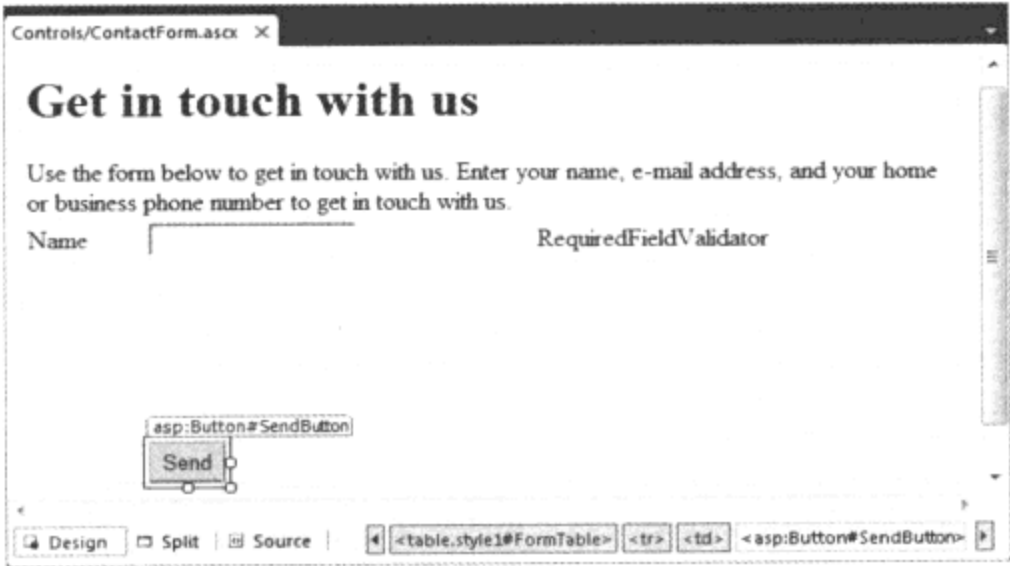 Controls/ContactForm.ascx ×
Get in touch with us
Use the form below to get in touch with us. Enter your name, e-mail address, and your home
or business phone number to get in touch with us.
Name RequiredFieldValidator
asp:Button#SendButton
Send
Design Split Source <table.style1#FormTable> <tr> <td> <asp:Button#SendButton>